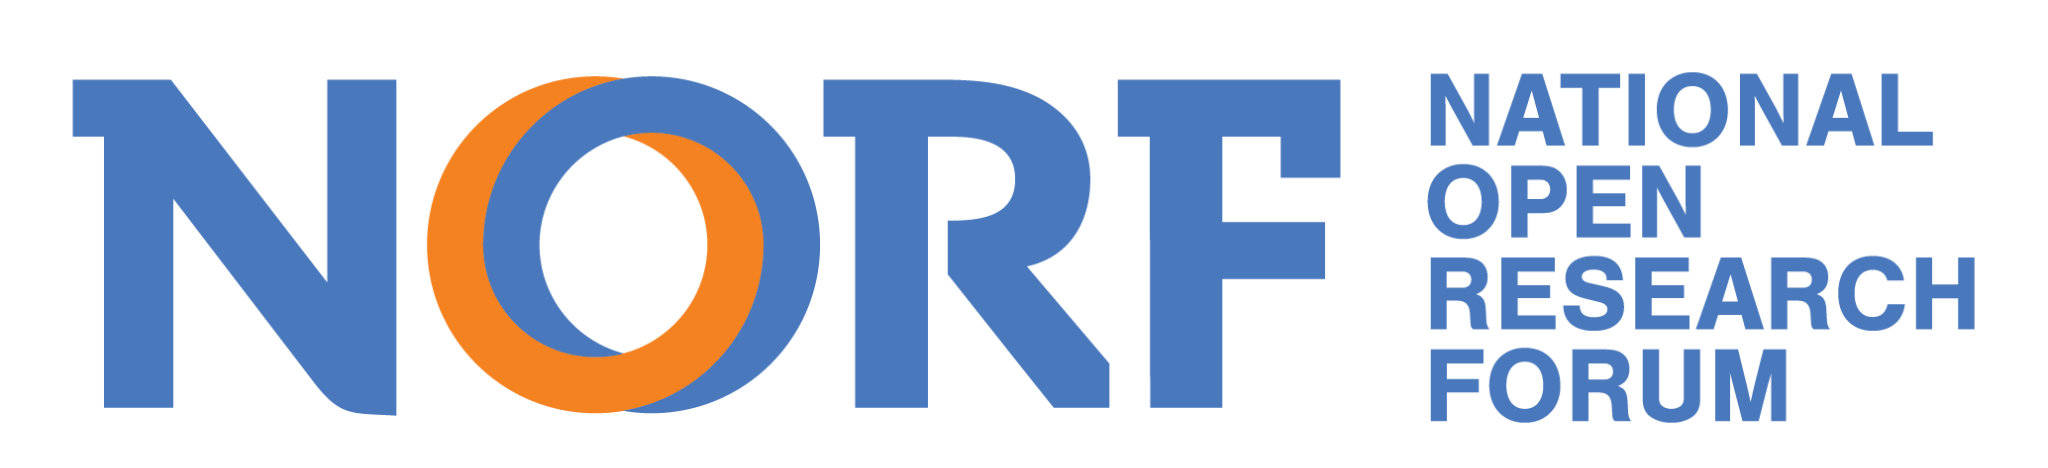 NORF
NATIONAL
OPEN
RESEARCH
FORUM